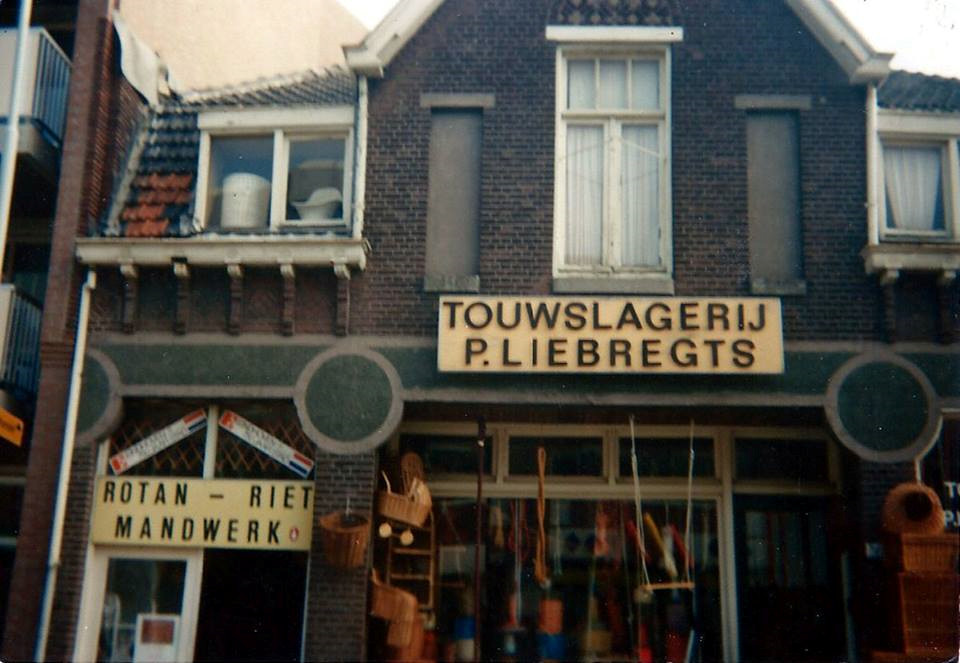 TOUWSLAGERIJ
P. LIEBREGTS
ROTAN - RIET
MANDWERK